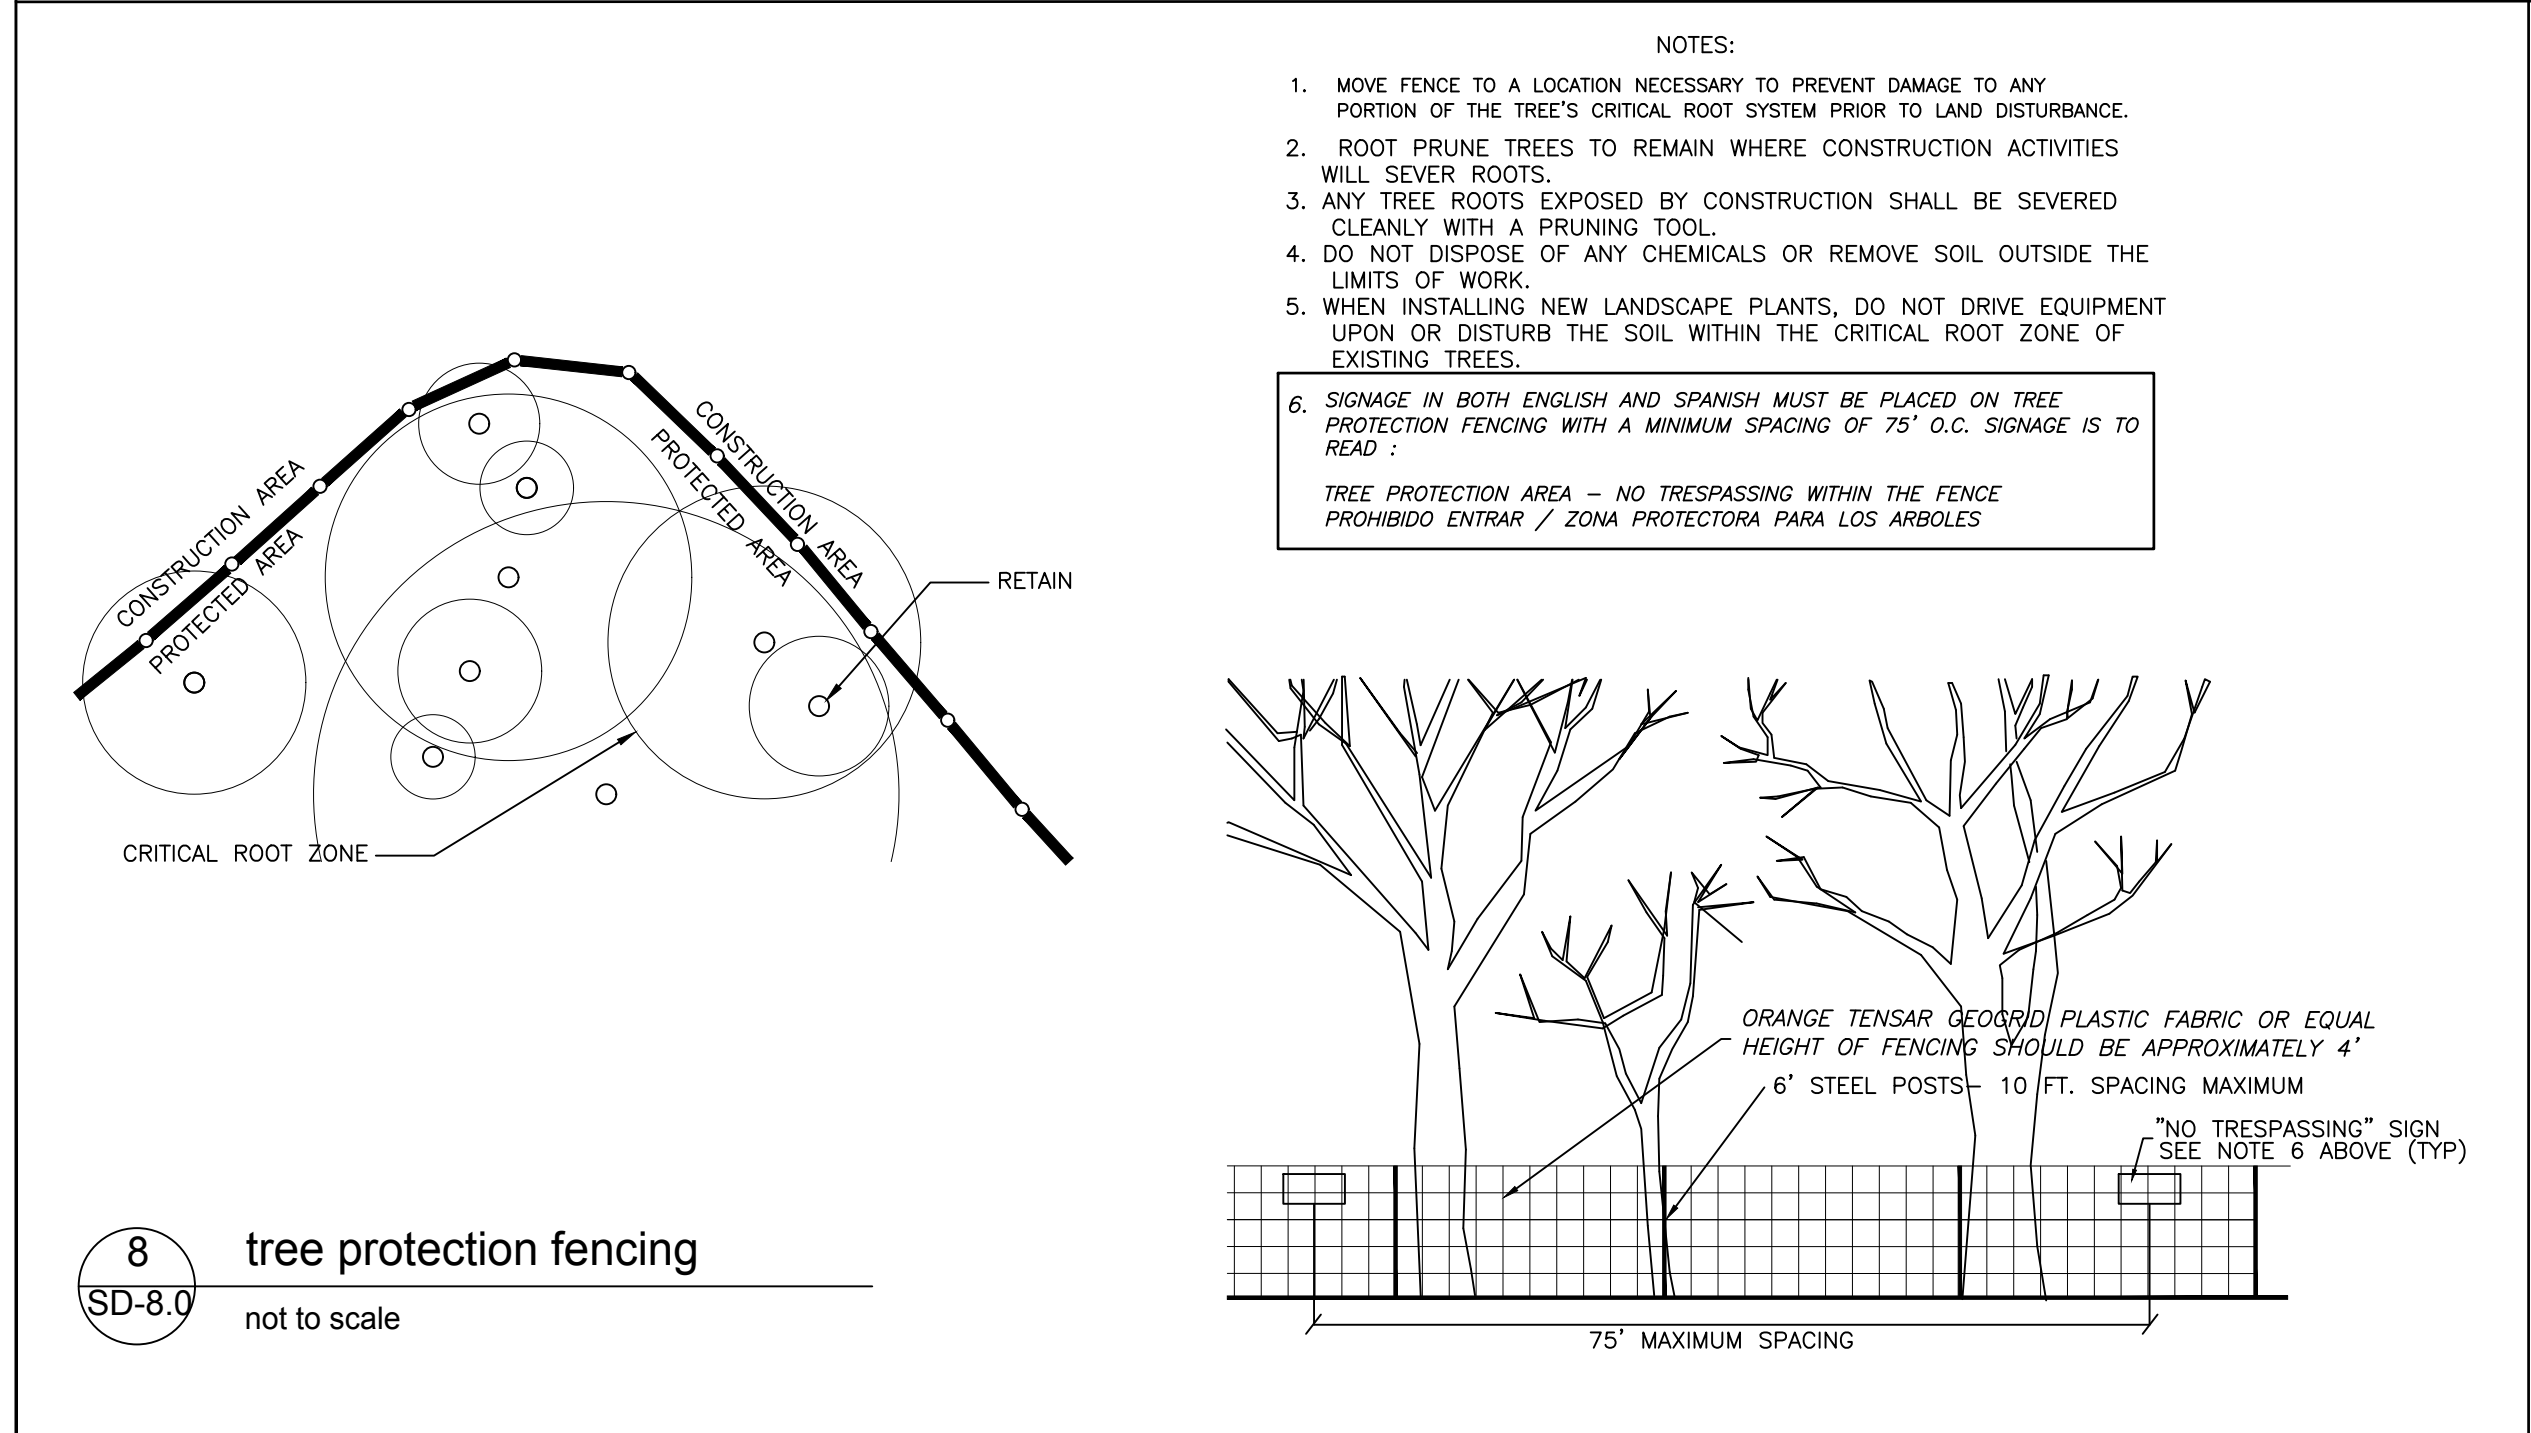 NOTES:
1. MOVE FENCE TO A LOCATION NECESSARY TO PREVENT DAMAGE TO ANY
PORTION OF THE TREE'S CRITICAL ROOT SYSTEM PRIOR TO LAND DISTURBANCE.
2. ROOT PRUNE TREES TO REMAIN WHERE CONSTRUCTION ACTIVITIES
WILL SEVER ROOTS.
3. ANY TREE ROOTS EXPOSED BY CONSTRUCTION SHALL BE SEVERED
CLEANLY WITH A PRUNING TOOL.
4. DO NOT DISPOSE OF ANY CHEMICALS OR REMOVE SOIL OUTSIDE THE
LIMITS OF WORK.
5. WHEN INSTALLING NEW LANDSCAPE PLANTS, DO NOT DRIVE EQUIPMENT
UPON OR DISTURB THE SOIL WITHIN THE CRITICAL ROOT ZONE OF
EXISTING TREES.
6. SIGNAGE IN BOTH ENGLISH AND SPANISH MUST BE PLACED ON TREE
PROTECTION FENCING WITH A MINIMUM SPACING OF 75' O.C. SIGNAGE IS TO
READ :
TREE PROTECTION AREA – NO TRESPASSING WITHIN THE FENCE
PROHIBIDO ENTRAR / ZONA PROTECTORA PARA LOS ARBOLES
CONSTRUCTION AREA
PROTECTED AREA
CONSTRUCTION AREA
PROTECTED AREA
RETAIN
CRITICAL ROOT ZONE
ORANGE TENSAR GEOGRID PLASTIC FABRIC OR EQUAL
HEIGHT OF FENCING SHOULD BE APPROXIMATELY 4'
6' STEEL POSTS– 10 FT. SPACING MAXIMUM
"NO TRESPASSING" SIGN
SEE NOTE 6 ABOVE (TYP)
75' MAXIMUM SPACING
8
SD-8.0
tree protection fencing
not to scale